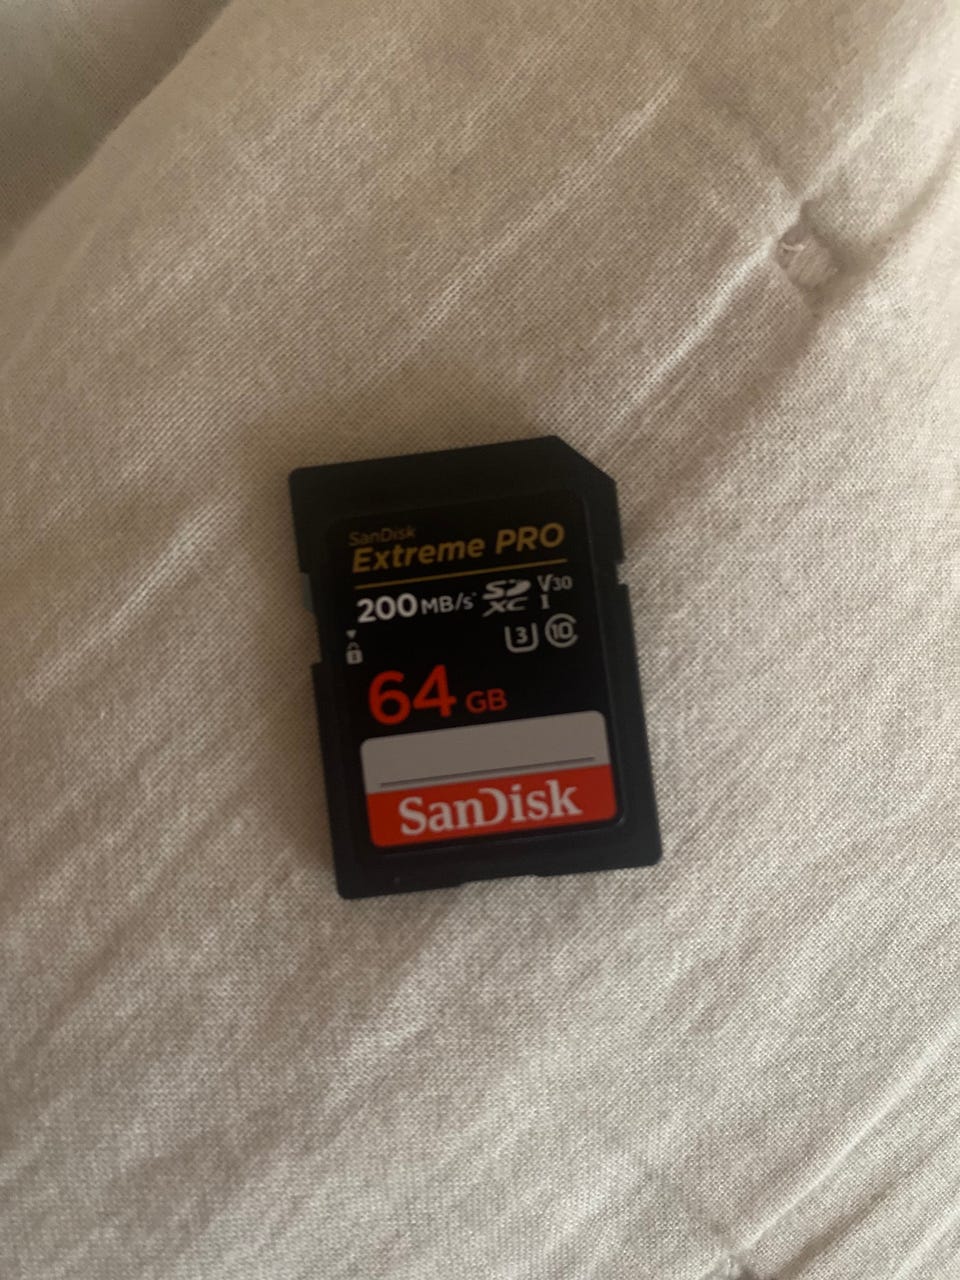 SanDisk
Extreme PRO
200MB/s* SD XC I V30
3 10
64 GB
SanDisk